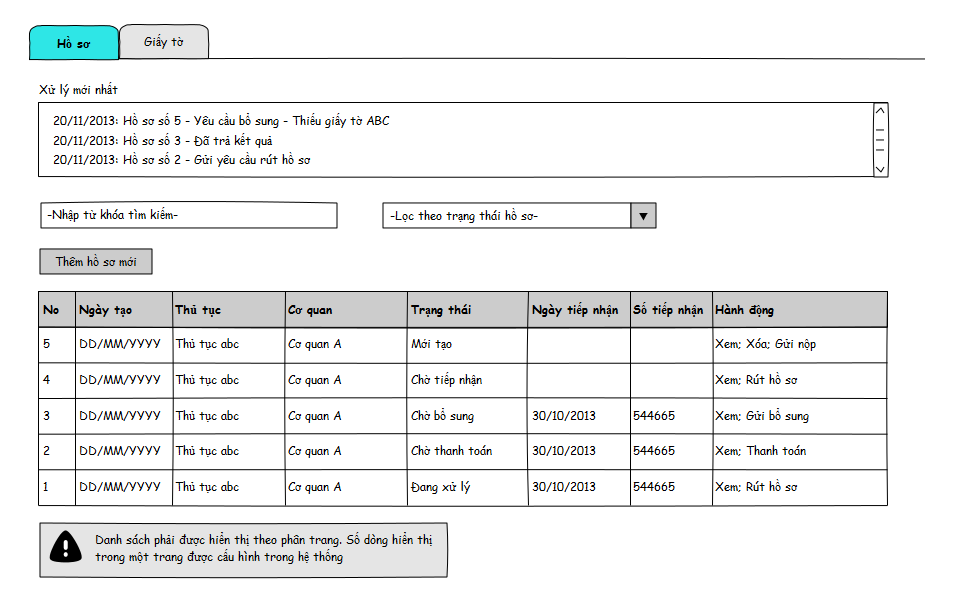 Hồ sơ Giấy tờ
Xử lý mới nhất
20/11/2013: Hồ sơ số 5 - Yêu cầu bổ sung - Thiếu giấy tờ ABC
20/11/2013: Hồ sơ số 3 - Đã trả kết quả
20/11/2013: Hồ sơ số 2 - Gửi yêu cầu rút hồ sơ
-Nhập từ khóa tìm kiếm- -Lọc theo trạng thái hồ sơ-
Thêm hồ sơ mới
No Ngày tạo Thủ tục Cơ quan Trạng thái Ngày tiếp nhận Số tiếp nhận Hành động
5 DD/MM/YYYY Thủ tục abc Cơ quan A Mới tạo Xem; Xóa; Gửi nộp
4 DD/MM/YYYY Thủ tục abc Cơ quan A Chờ tiếp nhận Xem; Rút hồ sơ
3 DD/MM/YYYY Thủ tục abc Cơ quan A Chờ bổ sung 30/10/2013 544665 Xem; Gửi bổ sung
2 DD/MM/YYYY Thủ tục abc Cơ quan A Chờ thanh toán 30/10/2013 544665 Xem; Thanh toán
1 DD/MM/YYYY Thủ tục abc Cơ quan A Đang xử lý 30/10/2013 544665 Xem; Rút hồ sơ
Danh sách phải được hiển thị theo phân trang. Số dòng hiển thị
trong một trang được cấu hình trong hệ thống